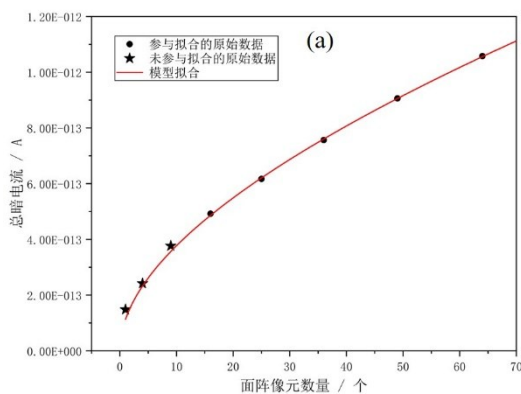 (a)
参与拟合的原始数据
未参与拟合的原始数据
模型拟合
总暗电流 / A
1.20E-012
1.00E-012
8.00E-013
6.00E-013
4.00E-013
2.00E-013
0.00E+000
0 10 20 30 40 50 60 70
面阵像元数量 / 个